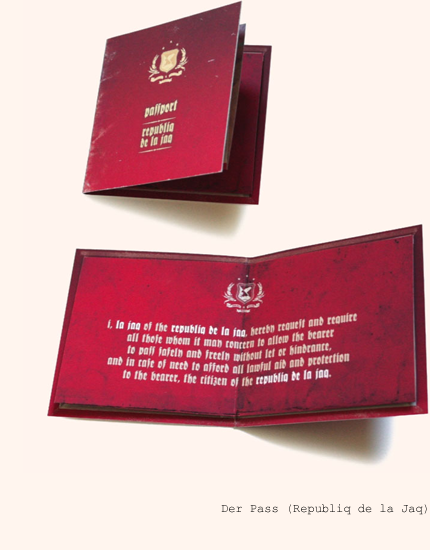 passport
republiq
de la jaq
i, la jaq of the republiq de la jaq, hereby request and require
all those whom it may concern to allow the bearer
to pass safely and freely without let or hindrance,
and in case of need to afford all lawful aid and protection
to the bearer, the citizen of the republiq de la jaq.
Der Pass (Republiq de la Jaq)